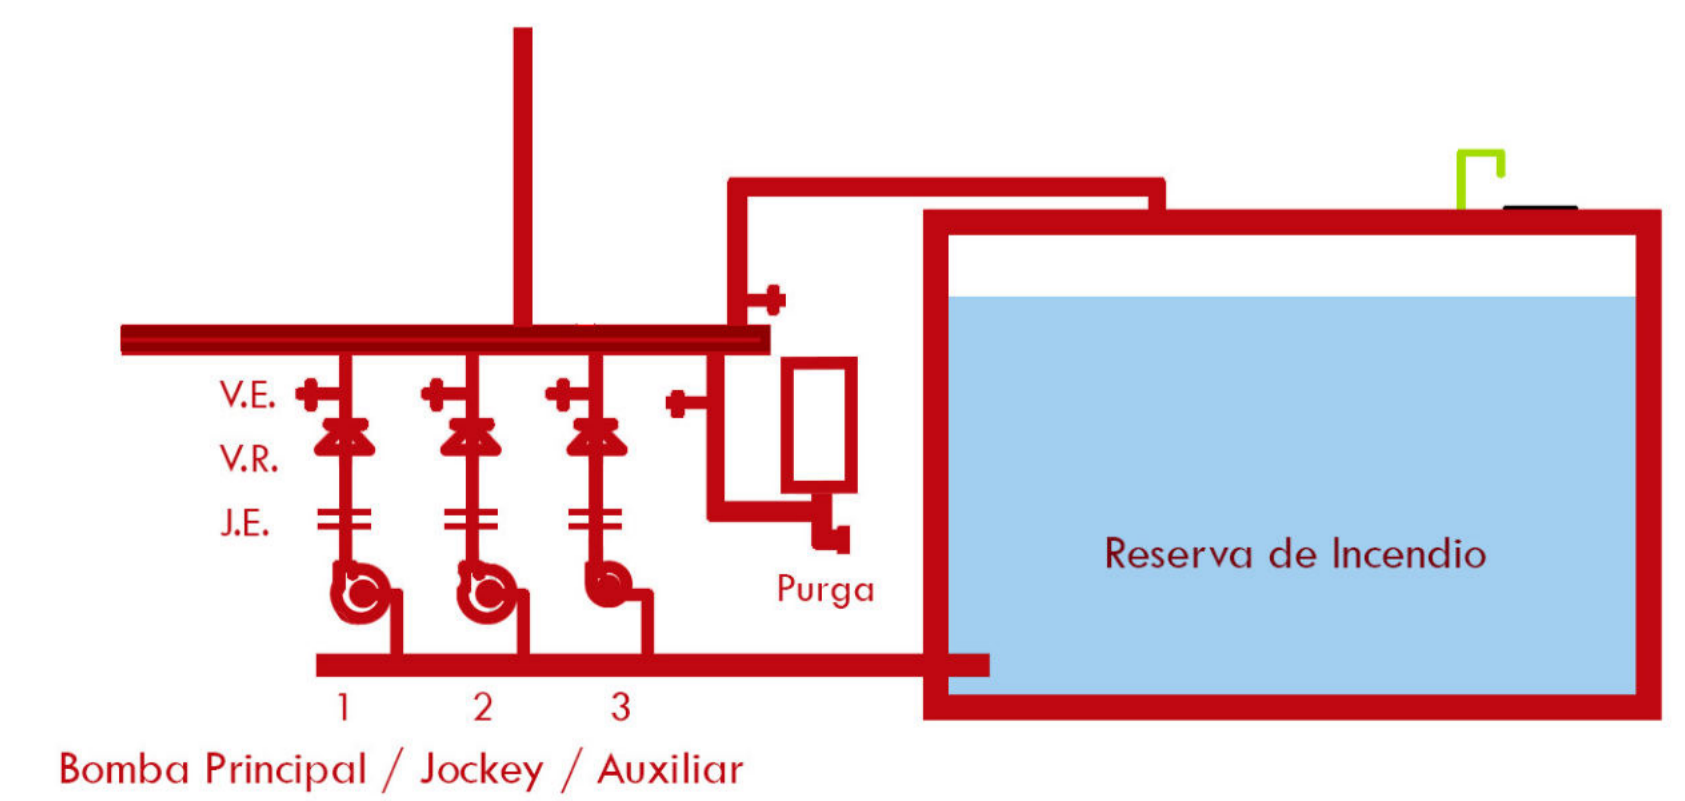 V.E.
V.R.
J.E.
Purga
Reserva de Incendio
1 2 3
Bomba Principal / Jockey / Auxiliar